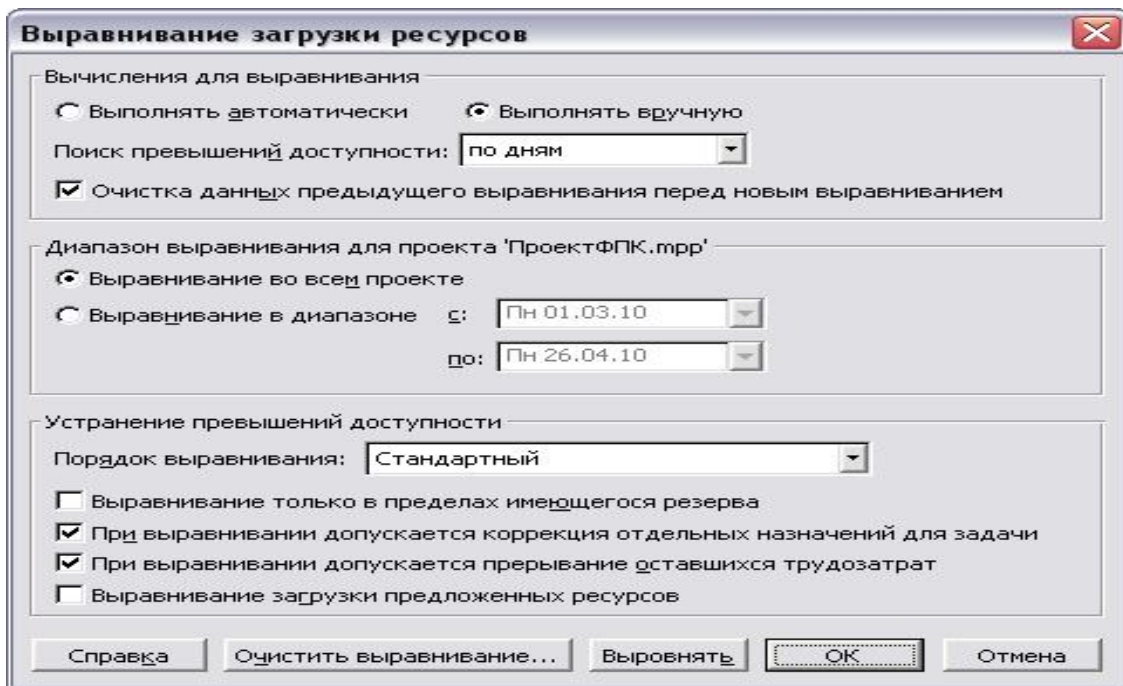 Выравнивание загрузки ресурсов
Вычисления для выравнивания
Выполнять автоматически Выполнять вручную
Поиск превышений доступности: по дням
Очистка данных предыдущего выравнивания перед новым выравниванием
Диапазон выравнивания для проекта 'ПроектФПК.mpp'
Выравнивание во всем проекте
Выравнивание в диапазоне с: Пн 01.03.10
по: Пн 26.04.10
Устранение превышений доступности
Порядок выравнивания: Стандартный
Выравнивание только в пределах имеющегося резерва
При выравнивании допускается коррекция отдельных назначений для задачи
При выравнивании допускается прерывание оставшихся трудозатрат
Выравнивание загрузки предложенных ресурсов
Справка Очистить выравнивание... Выровнять ОК Отмена